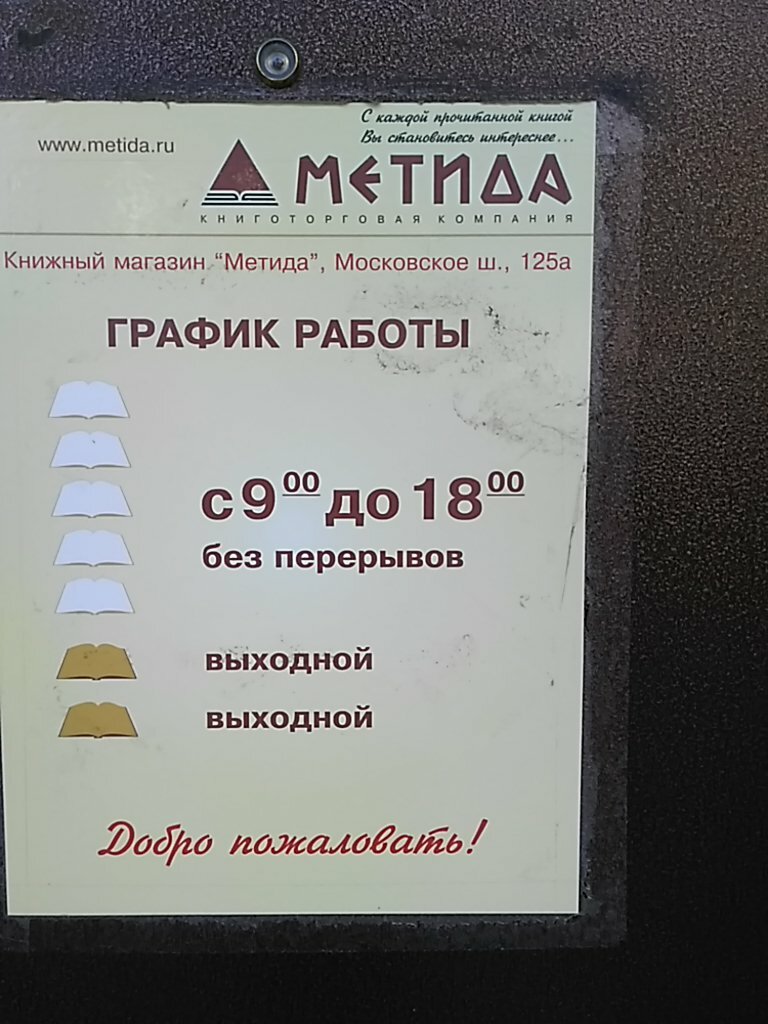 С каждой прочитанной книгой
Вы становитесь интереснее...
www.metida.ru
МЕТИДА
КНИГОТОРГОВАЯ КОМПАНИЯ
Книжный магазин "Метида", Московское ш., 125а
ГРАФИК РАБОТЫ
с 9 00 до 18 00
без перерывов
выходной
выходной
Добро пожаловать!